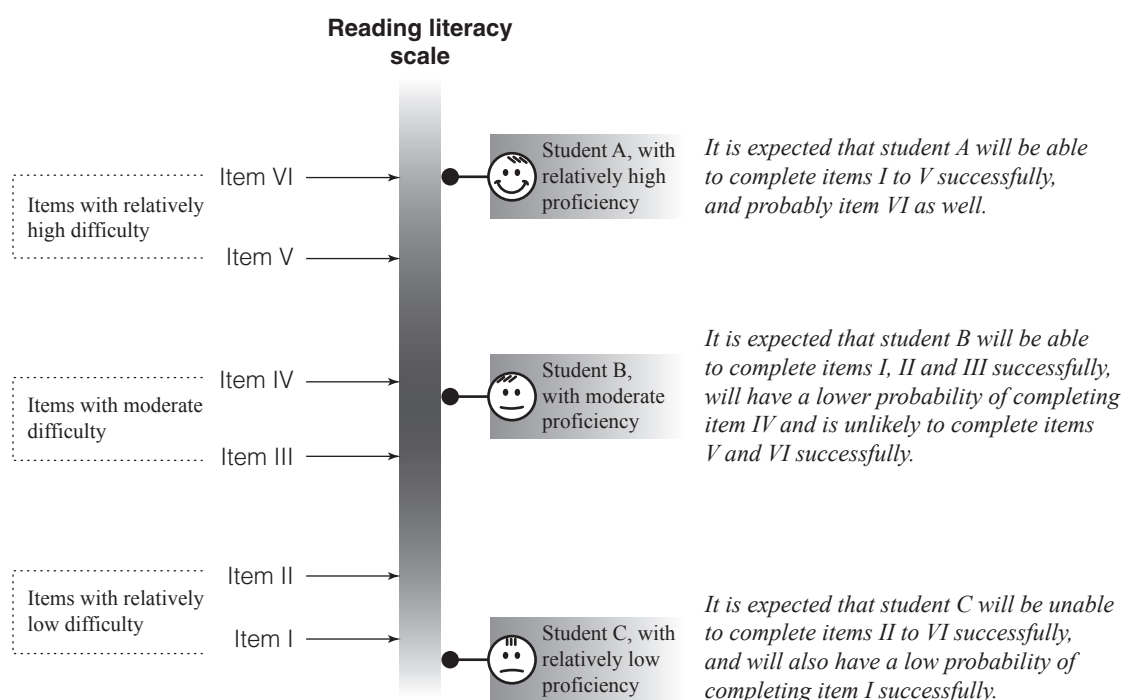 Reading literacy
scale
Item VI
Items with relatively
high difficulty
Item V
Student A, with
relatively high
proficiency
It is expected that student A will be able
to complete items I to V successfully,
and probably item VI as well.
Item IV
Items with moderate
difficulty
Item III
Student B,
with moderate
proficiency
It is expected that student B will be able
to complete items I, II and III successfully,
will have a lower probability of completing
item IV and is unlikely to complete items
V and VI successfully.
Item II
Items with relatively
low difficulty
Item I
Student C, with
relatively low
proficiency
It is expected that student C will be unable
to complete items II to VI successfully,
and will also have a low probability of
completing item I successfully.